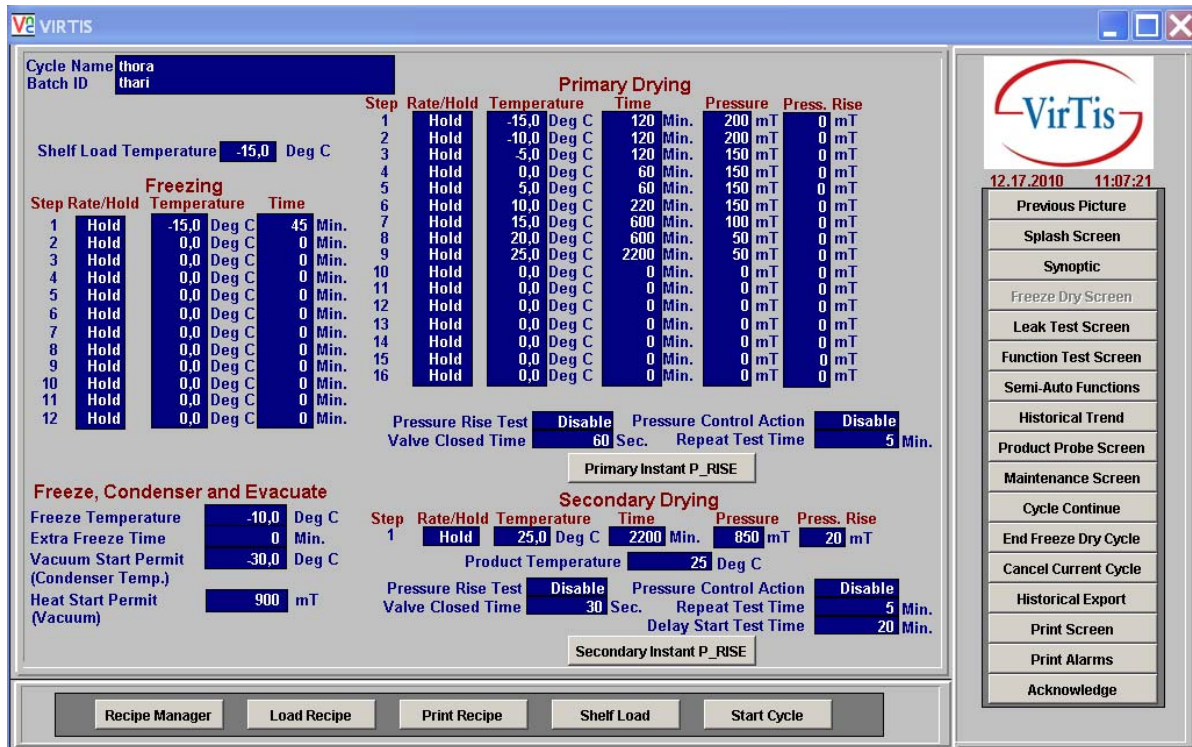 VIRTIS
Cycle Name thora
Batch ID thari
Shelf Load Temperature -15,0 Deg C
Freezing
Step Rate/Hold Temperature Time
1 Hold -15,0 Deg C 45 Min.
2 Hold 0,0 Deg C 0 Min.
3 Hold 0,0 Deg C 0 Min.
4 Hold 0,0 Deg C 0 Min.
5 Hold 0,0 Deg C 0 Min.
6 Hold 0,0 Deg C 0 Min.
7 Hold 0,0 Deg C 0 Min.
8 Hold 0,0 Deg C 0 Min.
9 Hold 0,0 Deg C 0 Min.
10 Hold 0,0 Deg C 0 Min.
11 Hold 0,0 Deg C 0 Min.
12 Hold 0,0 Deg C 0 Min.
Primary Drying
Step Rate/Hold Temperature Time Pressure Press. Rise
1 Hold -15,0 Deg C 120 Min. 200 mT 0 mT
2 Hold -10,0 Deg C 120 Min. 200 mT 0 mT
3 Hold -5,0 Deg C 120 Min. 150 mT 0 mT
4 Hold 0,0 Deg C 60 Min. 150 mT 0 mT
5 Hold 5,0 Deg C 60 Min. 150 mT 0 mT
6 Hold 10,0 Deg C 220 Min. 150 mT 0 mT
7 Hold 15,0 Deg C 600 Min. 100 mT 0 mT
8 Hold 20,0 Deg C 600 Min. 50 mT 0 mT
9 Hold 25,0 Deg C 2200 Min. 50 mT 0 mT
10 Hold 0,0 Deg C 0 Min. 0 mT 0 mT
11 Hold 0,0 Deg C 0 Min. 0 mT 0 mT
12 Hold 0,0 Deg C 0 Min. 0 mT 0 mT
13 Hold 0,0 Deg C 0 Min. 0 mT 0 mT
14 Hold 0,0 Deg C 0 Min. 0 mT 0 mT
15 Hold 0,0 Deg C 0 Min. 0 mT 0 mT
16 Hold 0,0 Deg C 0 Min. 0 mT 0 mT
Pressure Rise Test Disable Pressure Control Action Disable
Valve Closed Time 60 Sec. Repeat Test Time 5 Min.
Primary Instant P_RISE
Freeze, Condenser and Evacuate
Freeze Temperature -10,0 Deg C
Extra Freeze Time 0 Min.
Vacuum Start Permit -30,0 Deg C
(Condenser Temp.)
Heat Start Permit 900 mT
(Vacuum)
Secondary Drying
Step Rate/Hold Temperature Time Pressure Press. Rise
1 Hold 25,0 Deg C 2200 Min. 850 mT 20 mT
Product Temperature 25 Deg C
Pressure Rise Test Disable Pressure Control Action Disable
Valve Closed Time 30 Sec. Repeat Test Time 5 Min.
Delay Start Test Time 20 Min.
Secondary Instant P_RISE
Recipe Manager Load Recipe Print Recipe Shelf Load Start Cycle
VirTis
12.17.2010 11:07:21
Previous Picture
Splash Screen
Synoptic
Freeze Dry Screen
Leak Test Screen
Function Test Screen
Semi-Auto Functions
Historical Trend
Product Probe Screen
Maintenance Screen
Cycle Continue
End Freeze Dry Cycle
Cancel Current Cycle
Historical Export
Print Screen
Print Alarms
Acknowledge